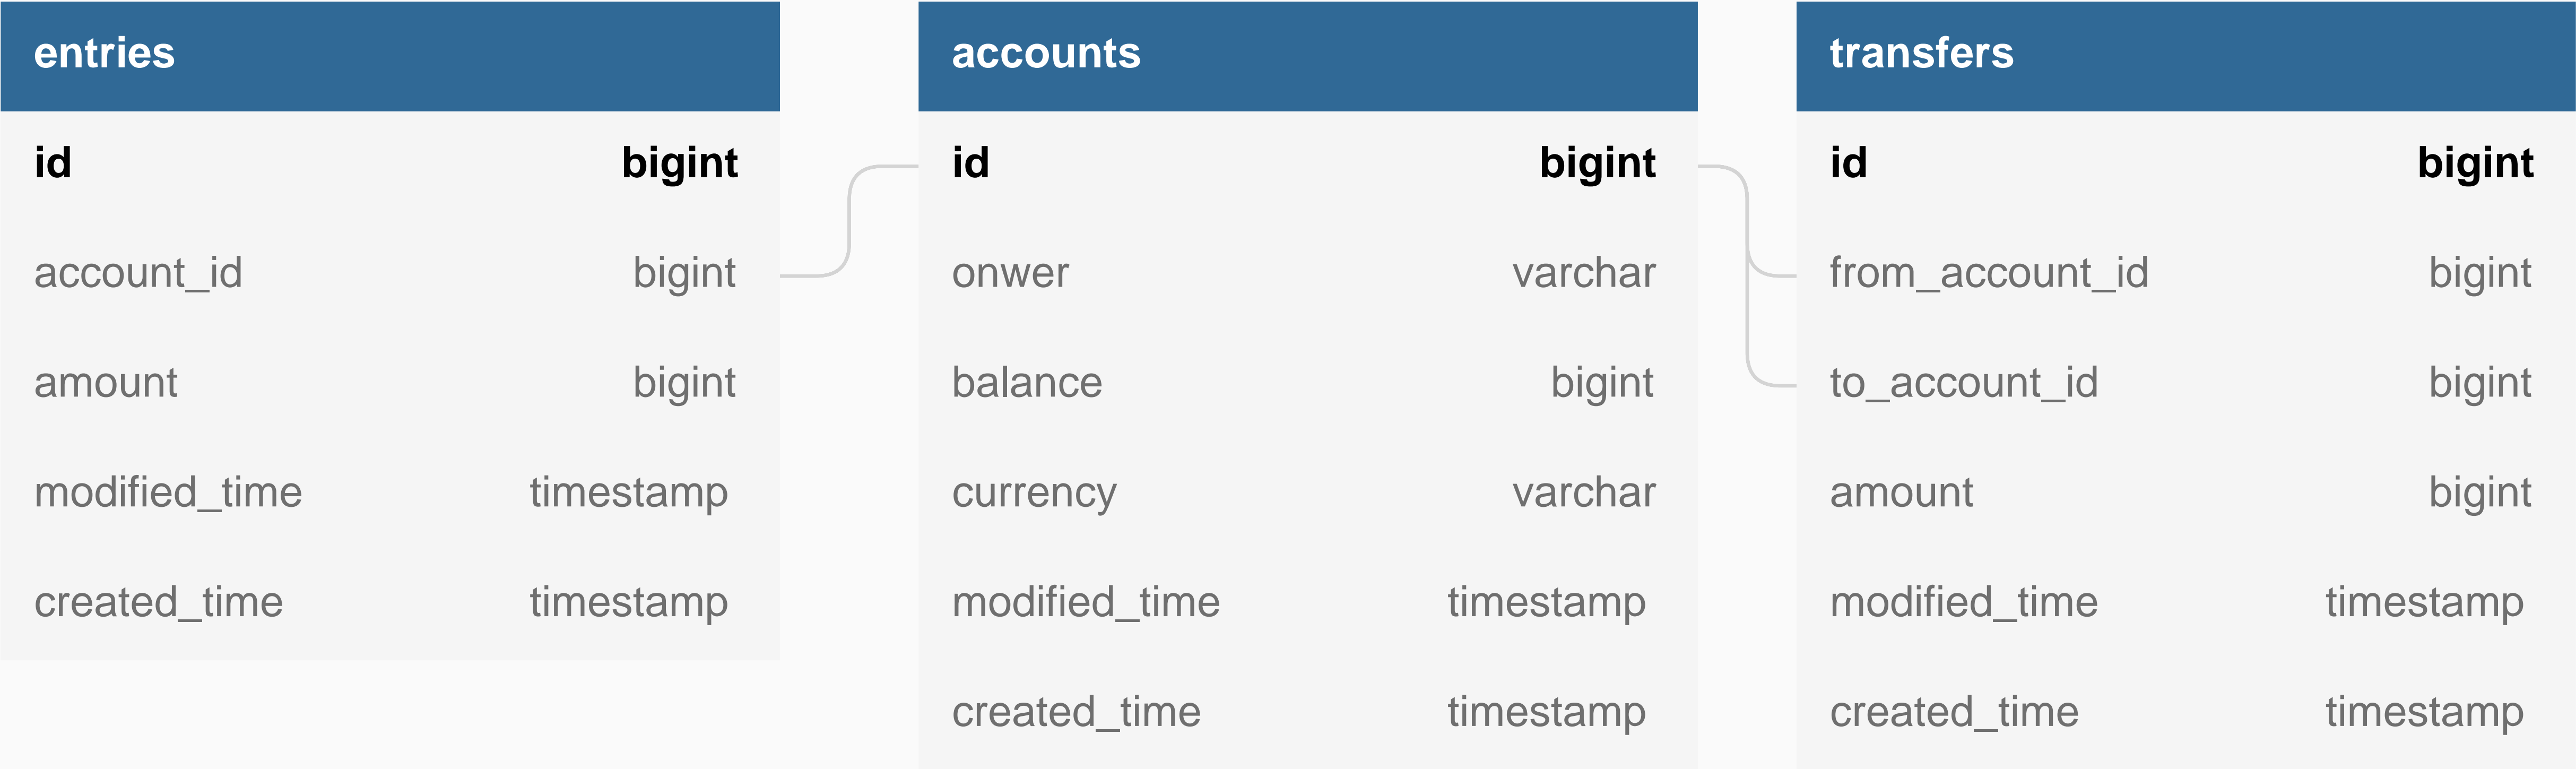 entries
id bigint
account_id bigint
amount bigint
modified_time timestamp
created_time timestamp
accounts
id bigint
onwer varchar
balance bigint
currency varchar
modified_time timestamp
created_time timestamp
transfers
id bigint
from_account_id bigint
to_account_id bigint
amount bigint
modified_time timestamp
created_time timestamp